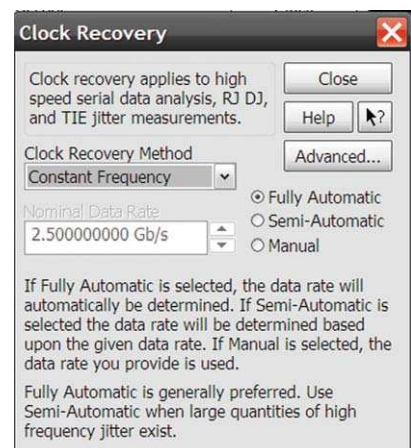 Clock Recovery
Clock recovery applies to high
speed serial data analysis, RJ DJ,
and TIE jitter measurements.
Close
Help
?
Advanced...
Clock Recovery Method
Constant Frequency
Nominal Data Rate
2.500000000 Gb/s
Fully Automatic
Semi-Automatic
Manual
If Fully Automatic is selected, the data rate will
automatically be determined. If Semi-Automatic is
selected the data rate will be determined based
upon the given data rate. If Manual is selected, the
data rate you provide is used.
Fully Automatic is generally preferred. Use
Semi-Automatic when large quantities of high
frequency jitter exist.